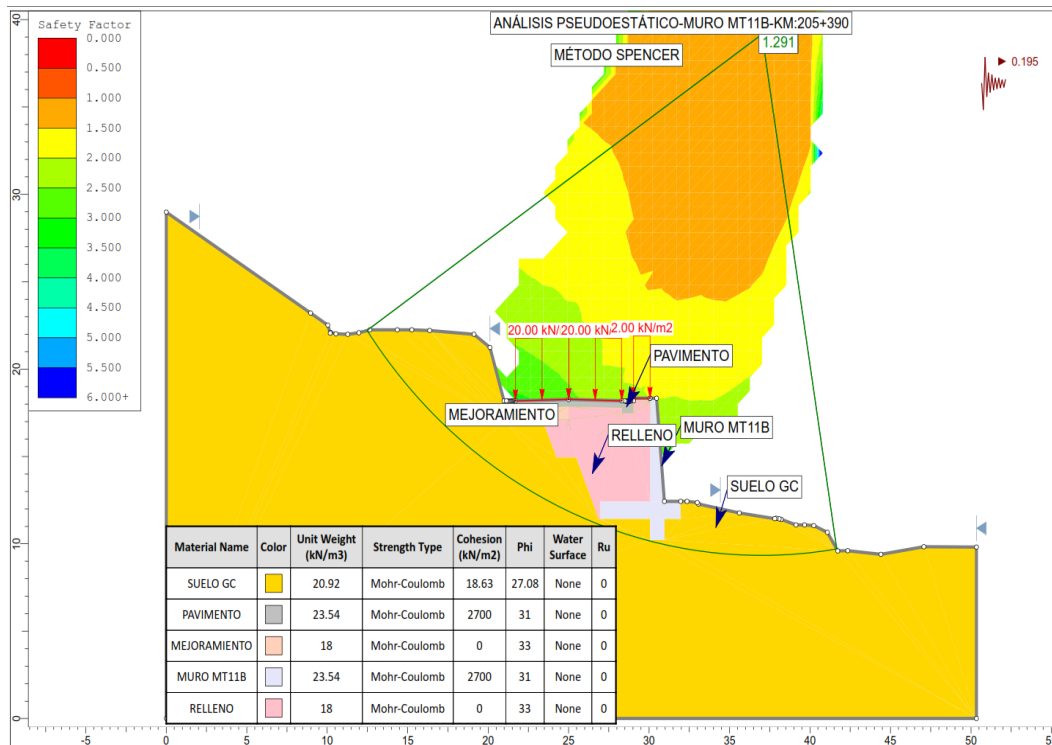 Safety Factor
0.000
0.500
1.000
1.500
2.000
2.500
3.000
3.500
4.000
4.500
5.000
5.500
6.000+
ANÁLISIS PSEUDOESTÁTICO-MURO MT11B-KM:205+390
1.291
MÉTODO SPENCER
0.195
20.00 kN/
20.00 kN/
2.00 kN/m2
PAVIMENTO
MEJORAMIENTO
RELLENO
MURO MT11B
SUELO GC
Material Name Color Unit Weight (kN/m3) Strength Type Cohesion (kN/m2) Phi Water Surface Ru
SUELO GC 20.92 Mohr-Coulomb 18.63 27.08 None 0
PAVIMENTO 23.54 Mohr-Coulomb 2700 31 None 0
MEJORAMIENTO 18 Mohr-Coulomb 0 33 None 0
MURO MT11B 23.54 Mohr-Coulomb 2700 31 None 0
RELLENO 18 Mohr-Coulomb 0 33 None 0
40
30
20
10
0
-5 0 5 10 15 20 25 30 35 40 45 50